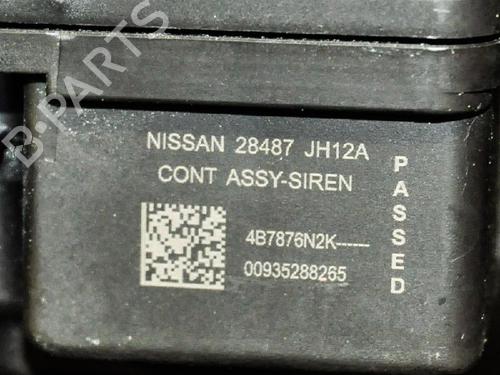 B-PARTS
NISSAN 28487 JH12A
CONT ASSY-SIREN
4B7876N2K------
00935288265
PASSED